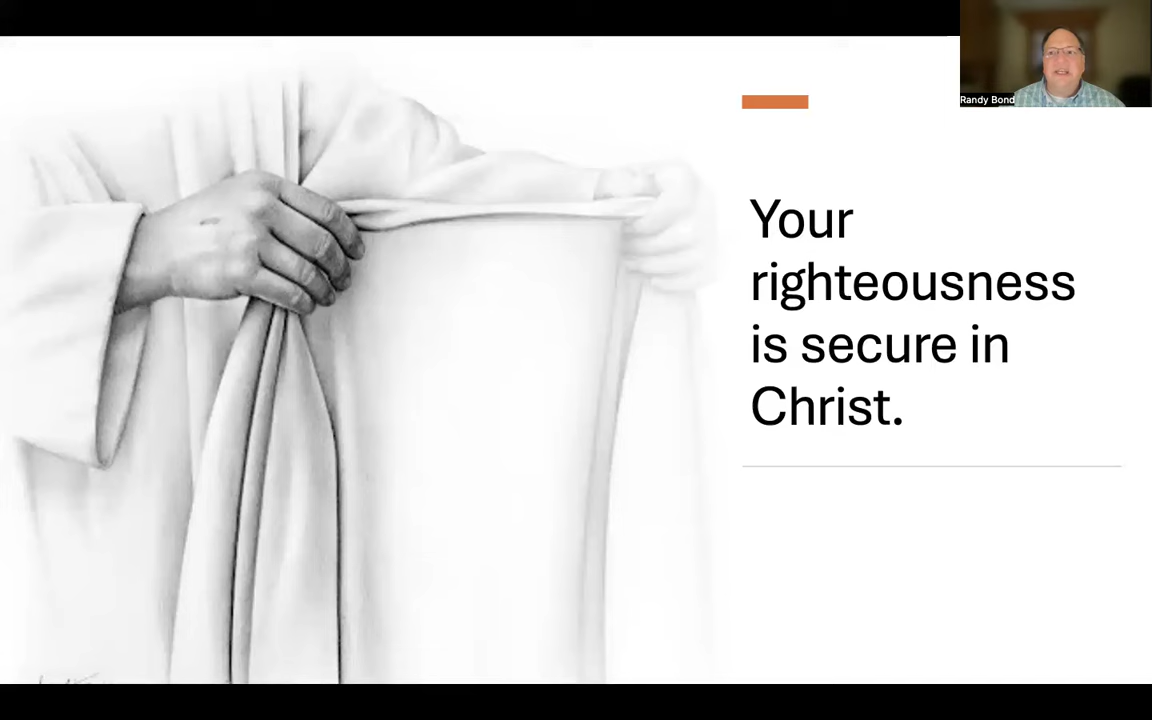 Randy Bond
Your
righteousness
is secure in
Christ.